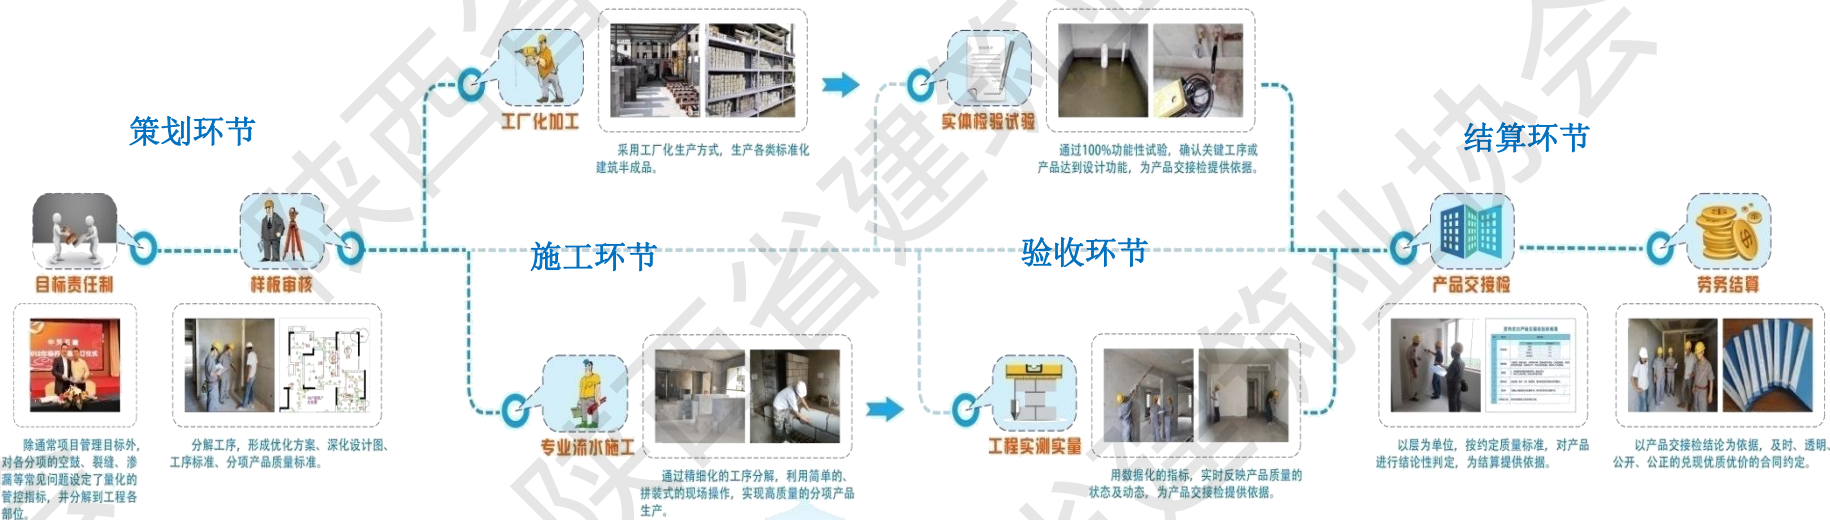 策划环节
目标责任制
除通常项目管理目标外,
对各分项的空鼓、裂缝、渗
漏等常见问题设定了量化的
管控指标,并分解到工程各
部位。
样板审核
分解工序,形成优化方案、深化设计图、
工序标准、分项产品质量标准。
施工环节
工厂化加工
采用工厂化生产方式,生产各类标准化
建筑半成品。
专业流水施工
通过精细化的工序分解,利用简单的、
拼装式的现场操作,实现高质量的分项产品
生产。
验收环节
实体检验试验
通过100%功能性试验,确认关键工序或
产品达到设计功能,为产品交接检提供依据。
工程实测实量
用数据化的指标,实时反映产品质量的
状态及动态,为产品交接检提供依据。
结算环节
产品交接检
以层为单位,按约定质量标准,对产品
进行结论性判定,为结算提供依据。
劳务结算
以产品交接检结论为依据,及时、透明、
公开、公正的兑现优质优价的合同约定。
陕西省建筑业协会